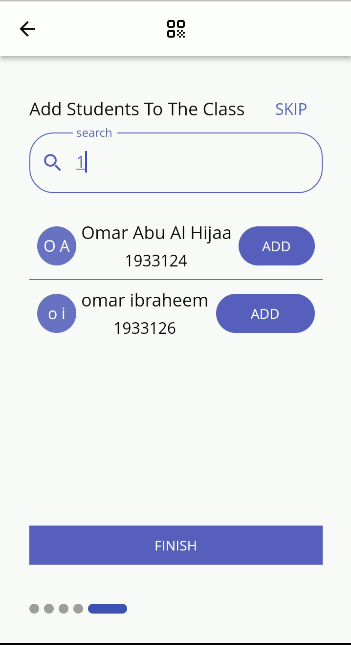 Add Students To The Class SKIP
search
1
O A Omar Abu Al Hijaa ADD
1933124
o i omar ibraheem ADD
1933126
FINISH